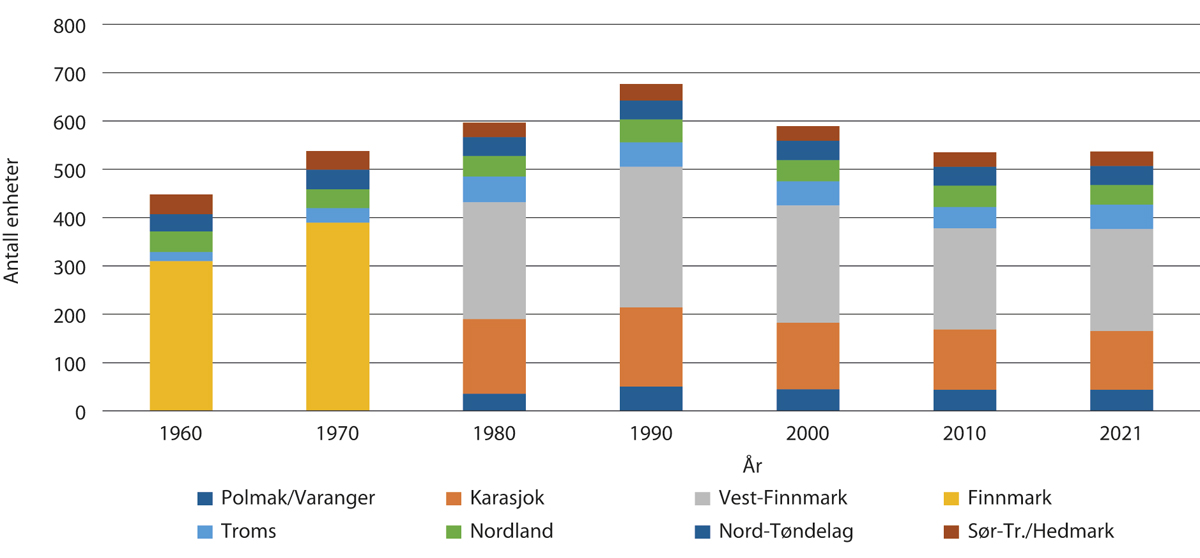 800
700
600
500
400
300
200
100
0
Antall enheter
1960 1970 1980 1990 2000 2010 2021
År
Polmak/Varanger Karasjok Vest-Finnmark Finnmark
Troms Nordland Nord-Tøndelag Sør-Tr./Hedmark